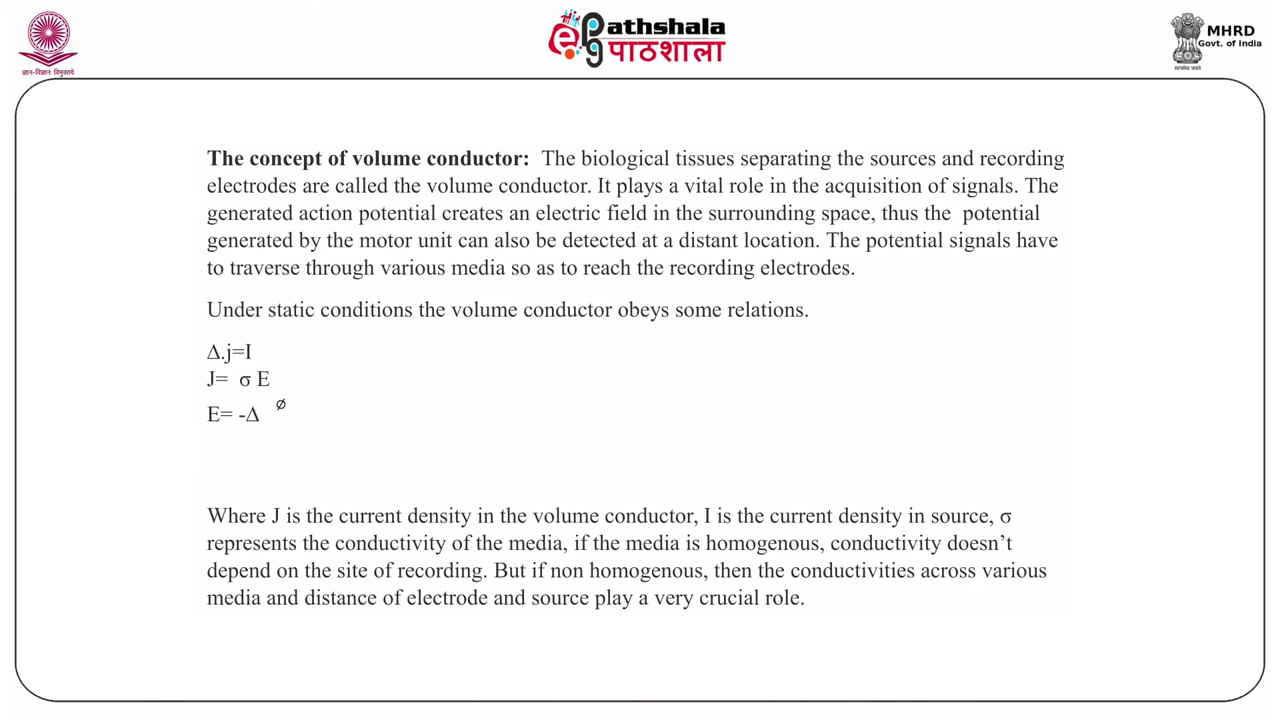 ज्ञान-विज्ञान विमुक्तये
athshala
पाठशाला
MHRD
Govt. of India
सत्यमेव जयते
The concept of volume conductor: The biological tissues separating the sources and recording
electrodes are called the volume conductor. It plays a vital role in the acquisition of signals. The
generated action potential creates an electric field in the surrounding space, thus the potential
generated by the motor unit can also be detected at a distant location. The potential signals have
to traverse through various media so as to reach the recording electrodes.
Under static conditions the volume conductor obeys some relations.
Δ.j=I
J= σ E
E= -Δ ∅
Where J is the current density in the volume conductor, I is the current density in source, σ
represents the conductivity of the media, if the media is homogenous, conductivity doesn't
depend on the site of recording. But if non homogenous, then the conductivities across various
media and distance of electrode and source play a very crucial role.